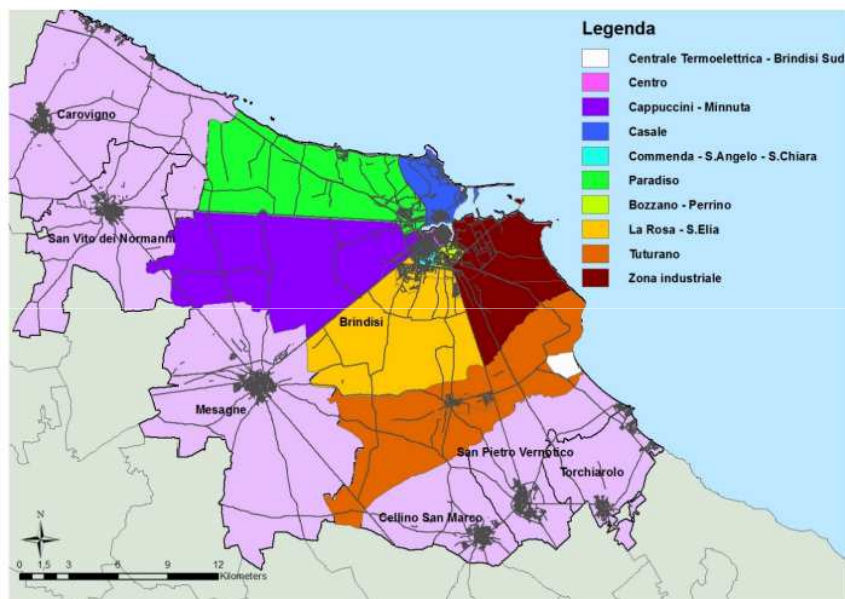 Legenda
Centrale Termoelettrica - Brindisi Sud
Centro
Cappuccini - Minnuta
Casale
Commenda - S.Angelo - S.Chiara
Paradiso
Bozzano - Perrino
La Rosa - S.Elia
Tuturano
Zona industriale
Carovigno
San Vito dei Normanni
Brindisi
Mesagne
San Pietro Vernotico
Torchiarolo
Cellino San Marco
N
0 1,5 3 6 9 12
Kilometers